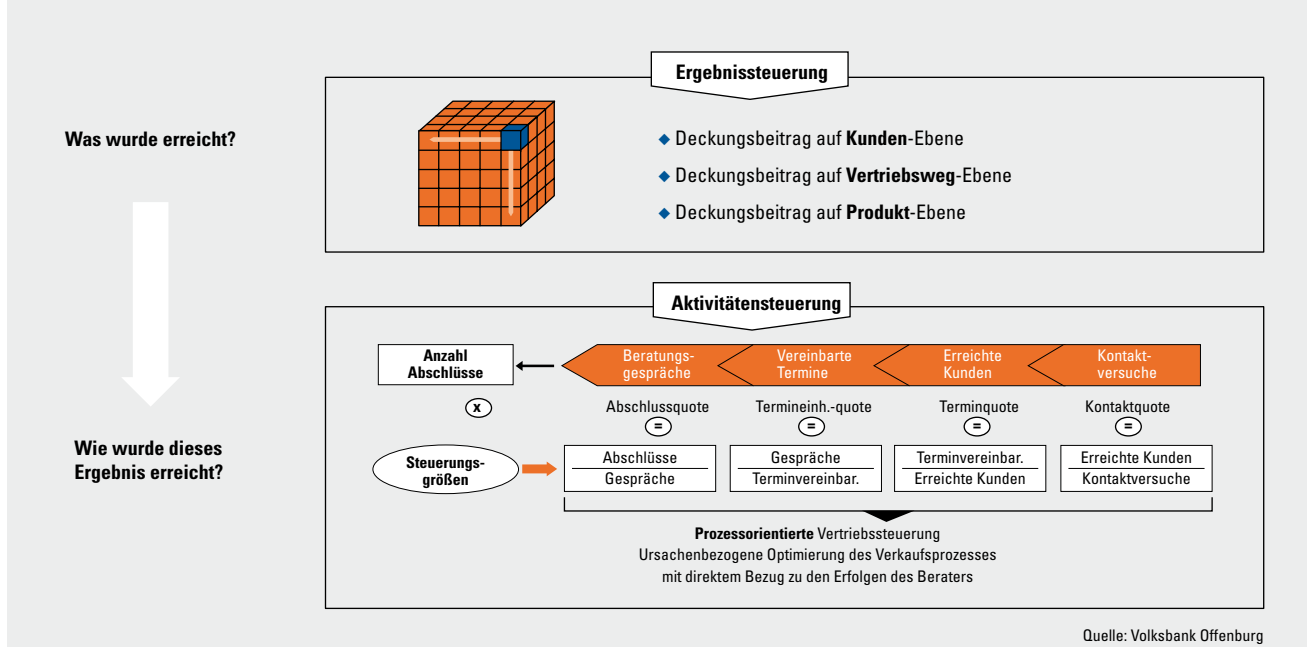 Ergebnissteuerung
Was wurde erreicht?
◆ Deckungsbeitrag auf Kunden-Ebene
◆ Deckungsbeitrag auf Vertriebsweg-Ebene
◆ Deckungsbeitrag auf Produkt-Ebene
Aktivitätensteuerung
Anzahl
Abschlüsse
Beratungs-
gespräche
Vereinbarte
Termine
Erreichte
Kunden
Kontakt-
versuche
x
Abschlussquote
=
Termineinh.-quote
=
Terminquote
=
Kontaktquote
=
Wie wurde dieses
Ergebnis erreicht?
Steuerungs-
größen
Abschlüsse
Gespräche
Gespräche
Terminvereinbar.
Terminvereinbar.
Erreichte Kunden
Erreichte Kunden
Kontaktversuche
Prozessorientierte Vertriebssteuerung
Ursachenbezogene Optimierung des Verkaufsprozesses
mit direktem Bezug zu den Erfolgen des Beraters
Quelle: Volksbank Offenburg